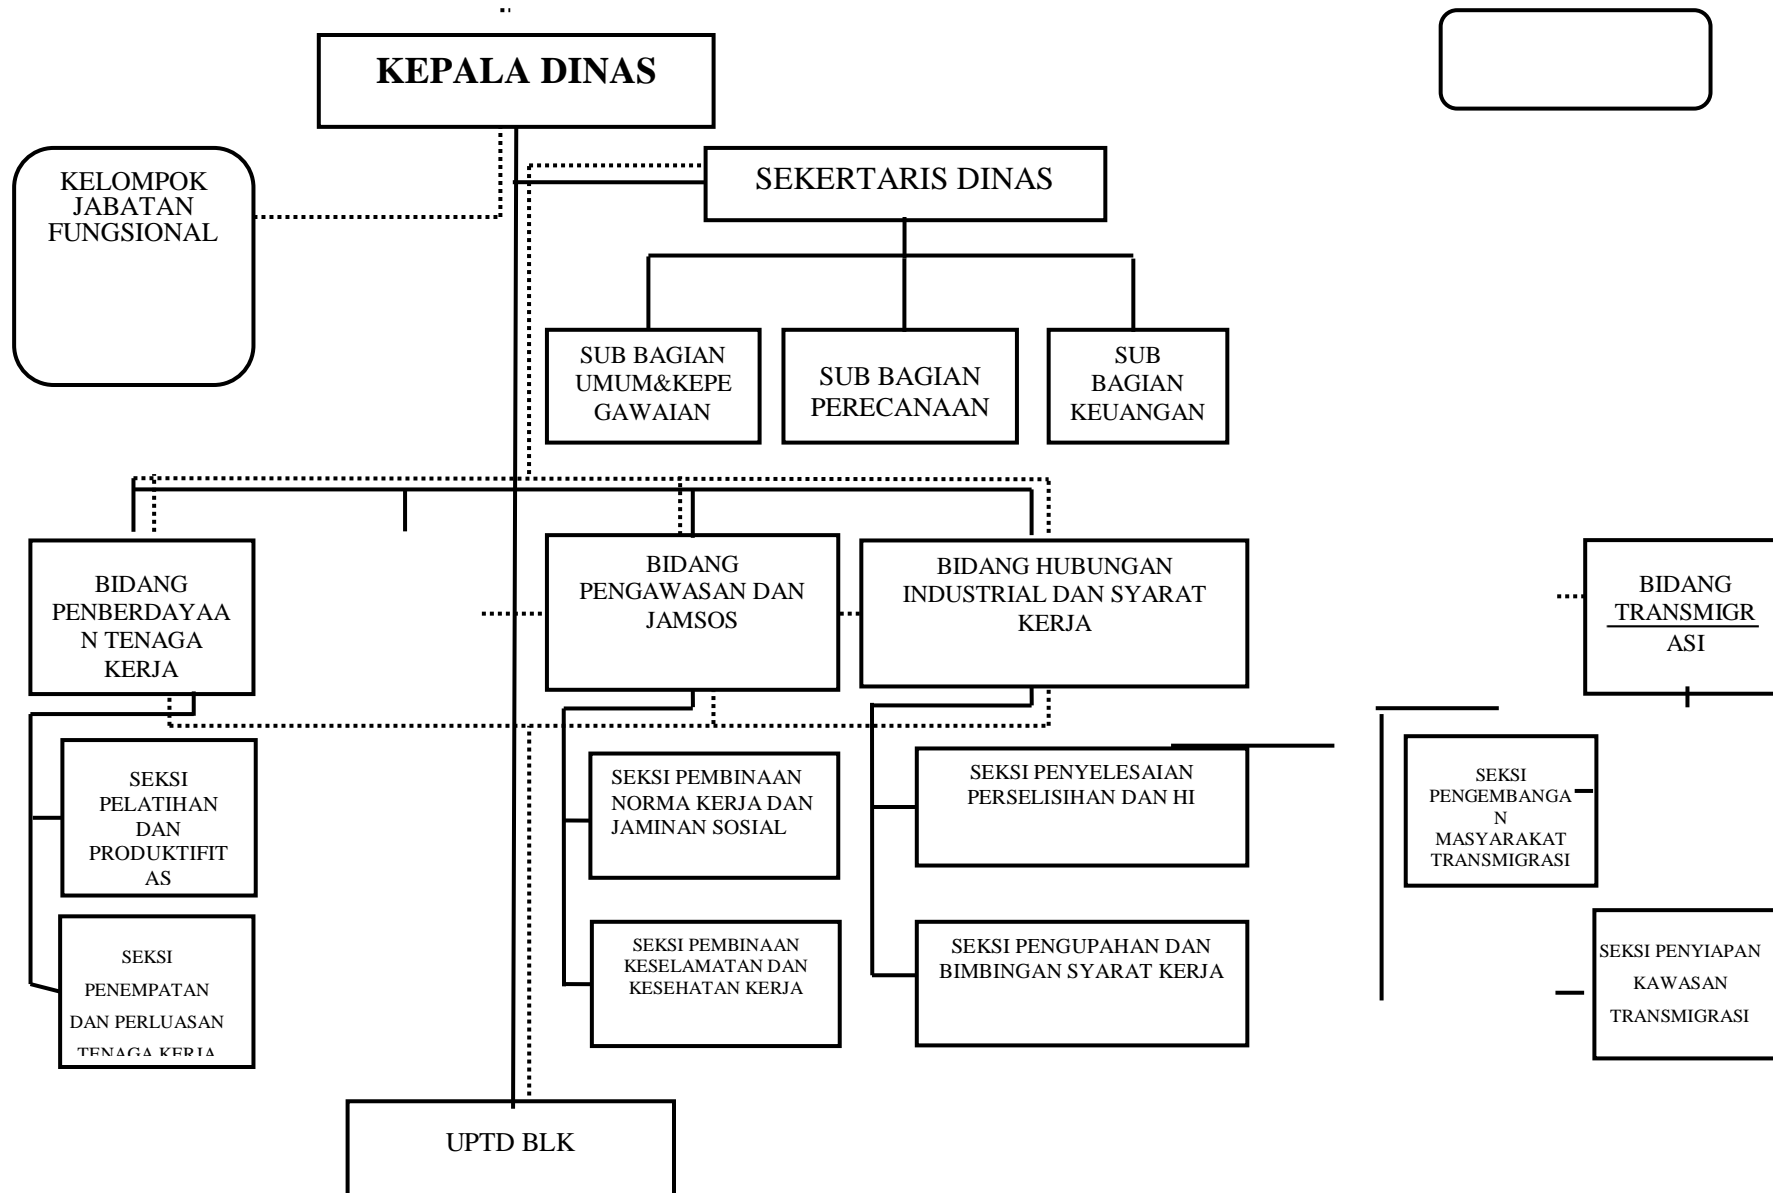 KEPALA DINAS
KELOMPOK
JABATAN
FUNGSIONAL
SEKERTARIS DINAS
SUB BAGIAN
UMUM&KEPE
GAWAIAN
SUB BAGIAN
PERECANAAN
SUB
BAGIAN
KEUANGAN
BIDANG
PENBERDAYAA
N TENAGA
KERJA
BIDANG
PENGAWASAN DAN
JAMSOS
BIDANG HUBUNGAN
INDUSTRIAL DAN SYARAT
KERJA
BIDANG
TRANSMIGR
ASI
SEKSI
PELATIHAN
DAN
PRODUKTIFIT
AS
SEKSI PEMBINAAN
NORMA KERJA DAN
JAMINAN SOSIAL
SEKSI PENYELESAIAN
PERSELISIHAN DAN HI
SEKSI
PENGEMBANGA
N
MASYARAKAT
TRANSMIGRASI
SEKSI
PENEMPATAN
DAN PERLUASAN
TENAGA KERJA
SEKSI PEMBINAAN
KESELAMATAN DAN
KESEHATAN KERJA
SEKSI PENGUPAHAN DAN
BIMBINGAN SYARAT KERJA
SEKSI PENYIAPAN
KAWASAN
TRANSMIGRASI
UPTD BLK